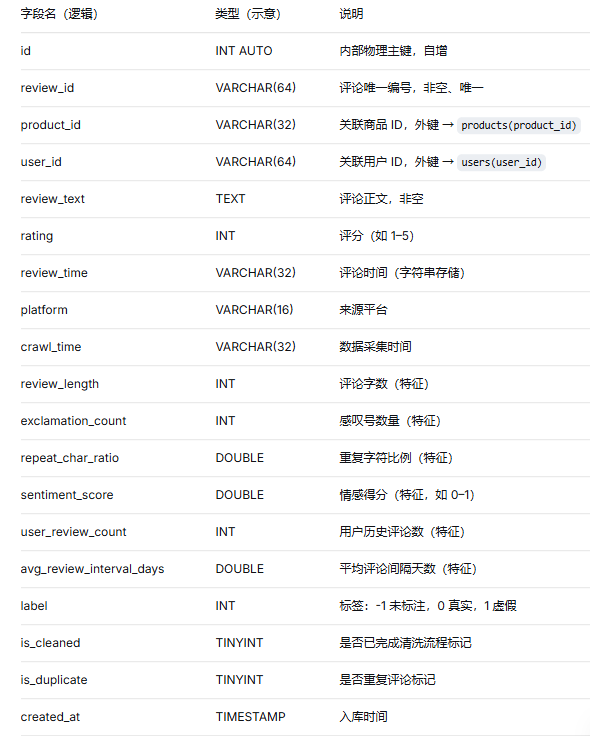 字段名（逻辑） 类型（示意） 说明
id INT AUTO 内部物理主键，自增
review_id VARCHAR(64) 评论唯一编号，非空、唯一
product_id VARCHAR(32) 关联商品 ID，外键 → products(product_id)
user_id VARCHAR(64) 关联用户 ID，外键 → users(user_id)
review_text TEXT 评论正文，非空
rating INT 评分（如 1–5）
review_time VARCHAR(32) 评论时间（字符串存储）
platform VARCHAR(16) 来源平台
crawl_time VARCHAR(32) 数据采集时间
review_length INT 评论字数（特征）
exclamation_count INT 感叹号数量（特征）
repeat_char_ratio DOUBLE 重复字符比例（特征）
sentiment_score DOUBLE 情感得分（特征，如 0–1）
user_review_count INT 用户历史评论数（特征）
avg_review_interval_days DOUBLE 平均评论间隔天数（特征）
label INT 标签：-1 未标注，0 真实，1 虚假
is_cleaned TINYINT 是否已完成清洗流程标记
is_duplicate TINYINT 是否重复评论标记
created_at TIMESTAMP 入库时间